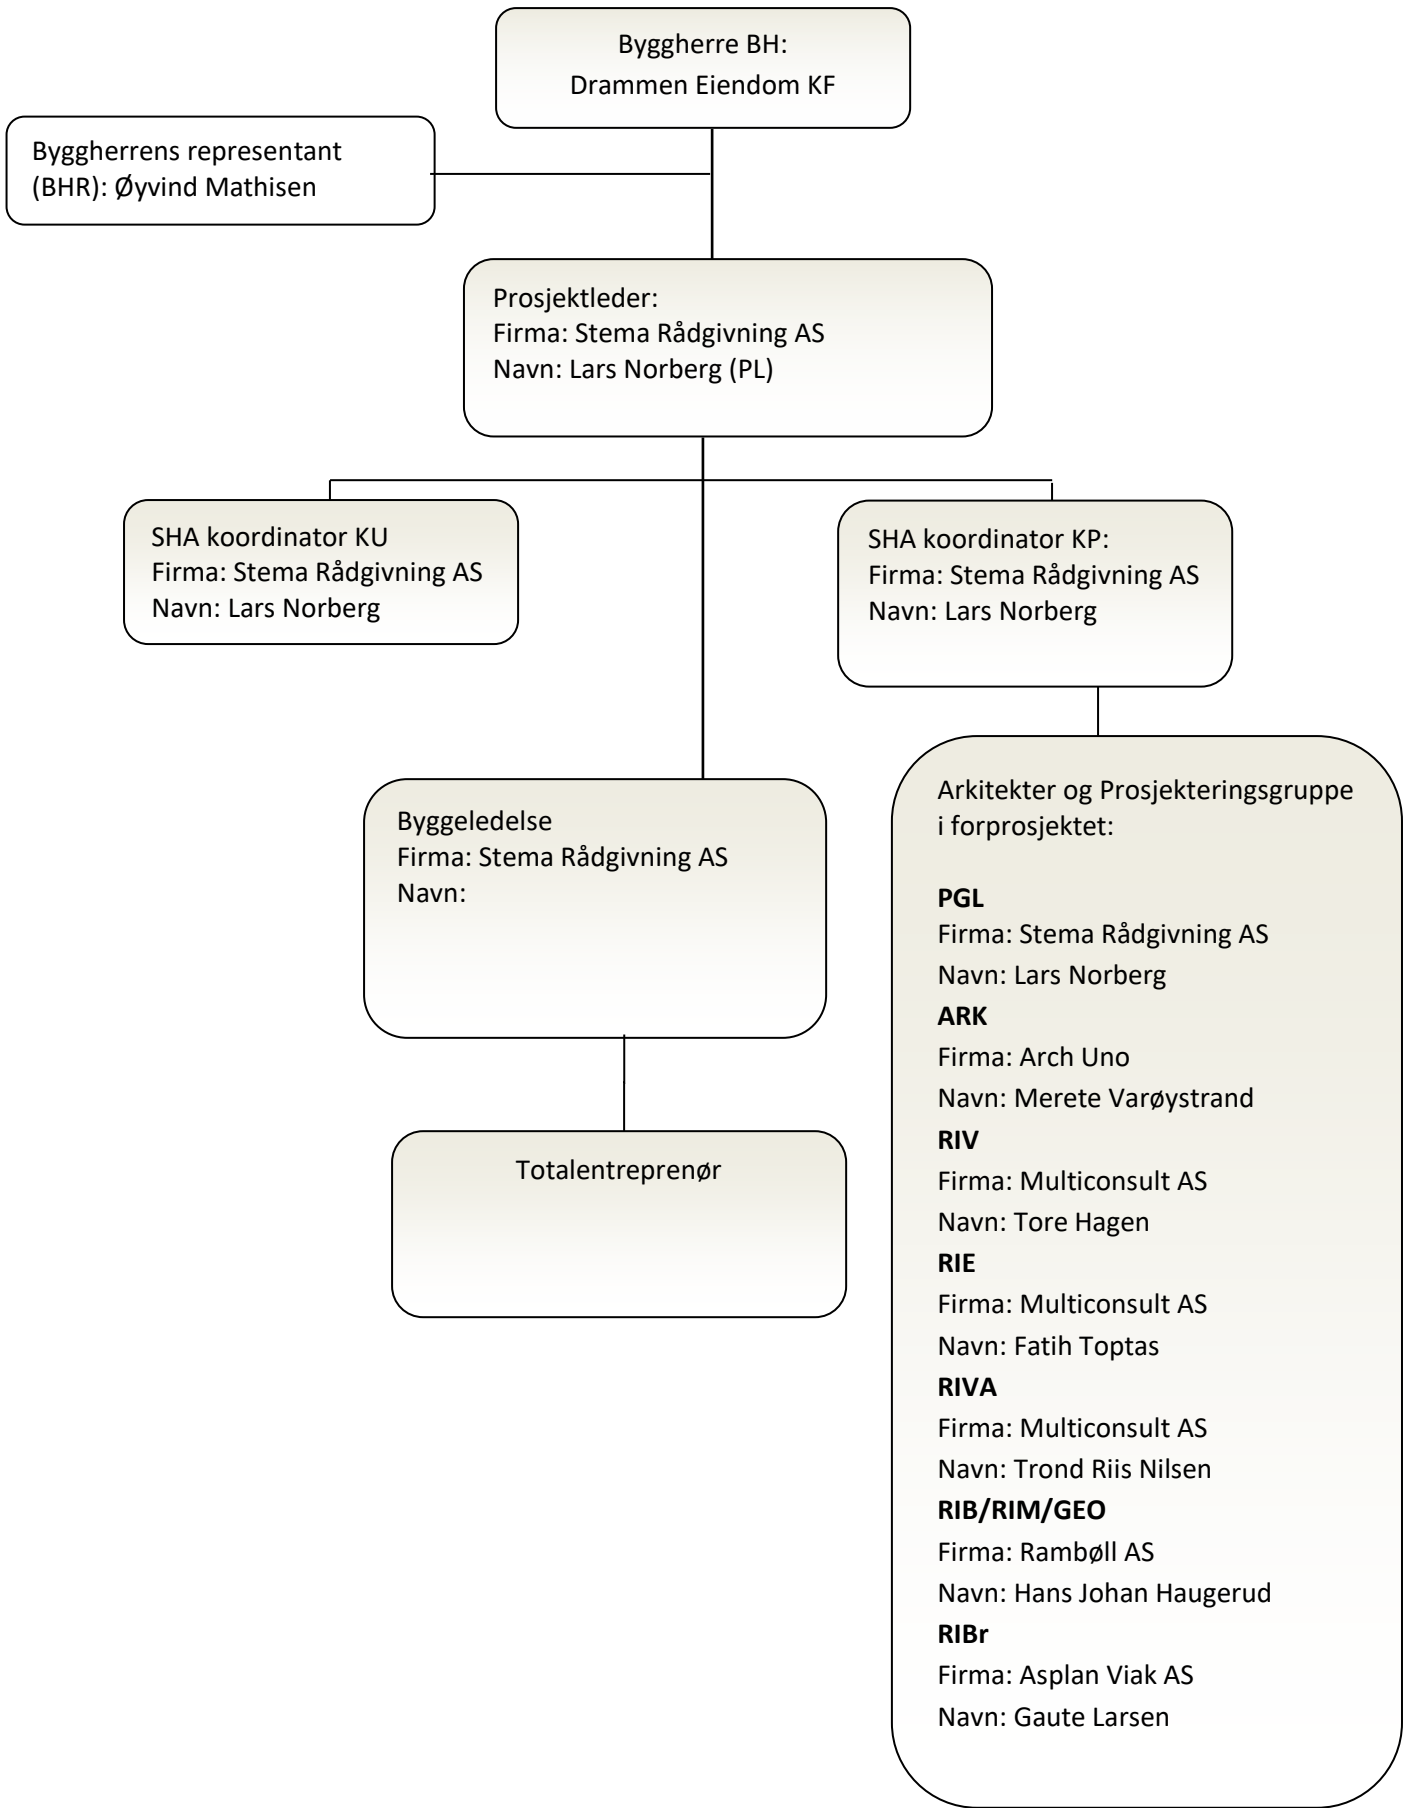 Byggherre BH:
Drammen Eiendom KF
Byggherrens representant
(BHR): Øyvind Mathisen
Prosjektleder:
Firma: Stema Rådgivning AS
Navn: Lars Norberg (PL)
SHA koordinator KU
Firma: Stema Rådgivning AS
Navn: Lars Norberg
SHA koordinator KP:
Firma: Stema Rådgivning AS
Navn: Lars Norberg
Byggeledelse
Firma: Stema Rådgivning AS
Navn:
Totalentreprenør
Arkitekter og Prosjekteringsgruppe
i forprosjektet:
PGL
Firma: Stema Rådgivning AS
Navn: Lars Norberg
ARK
Firma: Arch Uno
Navn: Merete Varøystrand
RIV
Firma: Multiconsult AS
Navn: Tore Hagen
RIE
Firma: Multiconsult AS
Navn: Fatih Toptas
RIVA
Firma: Multiconsult AS
Navn: Trond Riis Nilsen
RIB/RIM/GEO
Firma: Rambøll AS
Navn: Hans Johan Haugerud
RIBr
Firma: Asplan Viak AS
Navn: Gaute Larsen